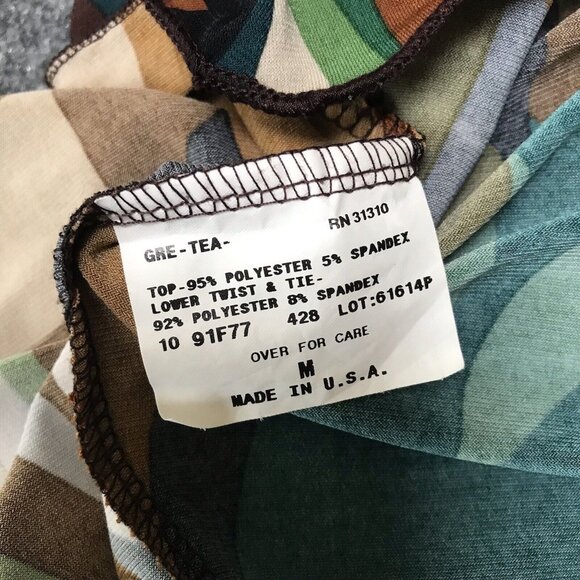 RN 31310
GRE-TEA-
TOP-95% POLYESTER 5% SPANDEX
LOWER TWIST & TIE-
92% POLYESTER 8% SPANDEX
10 91F77 428 LOT:61614P
OVER FOR CARE
M
MADE IN U.S.A.